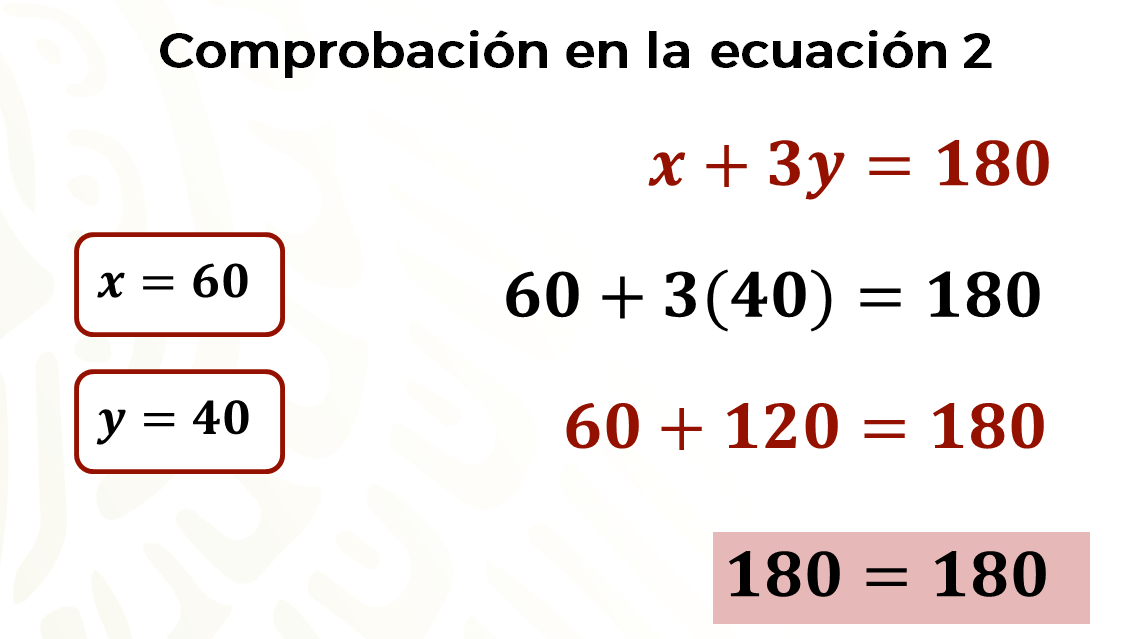 Comprobación en la ecuación 2
x + 3y = 180
x = 60
60 + 3(40) = 180
y = 40
60 + 120 = 180
180 = 180